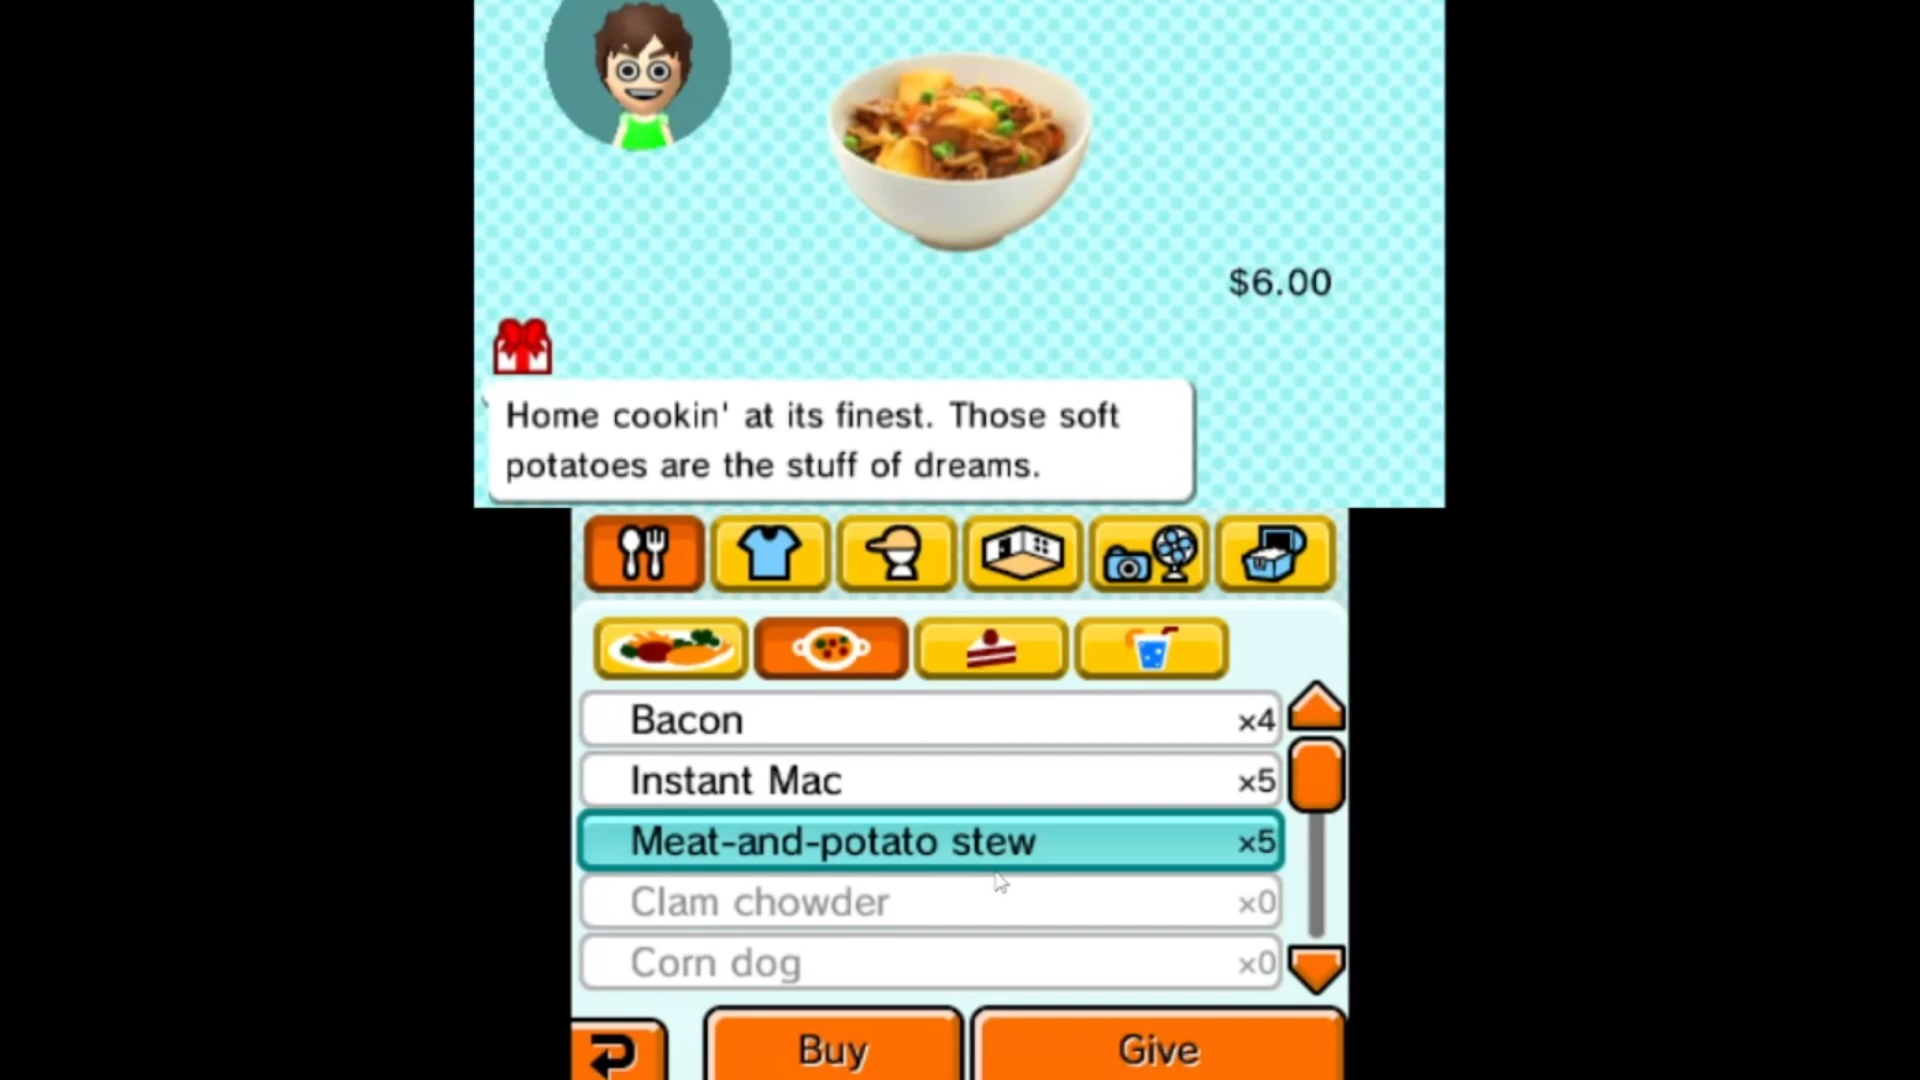 $6.00
Home cookin' at its finest. Those soft
potatoes are the stuff of dreams.
Bacon ×4
Instant Mac ×5
Meat-and-potato stew ×5
Clam chowder ×0
Corn dog ×0
Buy Give